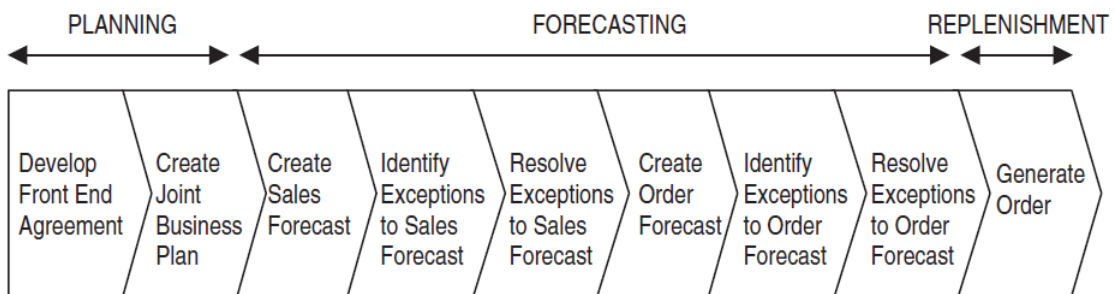 PLANNING
FORECASTING
REPLENISHMENT
Develop
Front End
Agreement
Create
Joint
Business
Plan
Create
Sales
Forecast
Identify
Exceptions
to Sales
Forecast
Resolve
Exceptions
to Sales
Forecast
Create
Order
Forecast
Identify
Exceptions
to Order
Forecast
Resolve
Exceptions
to Order
Forecast
Generate
Order